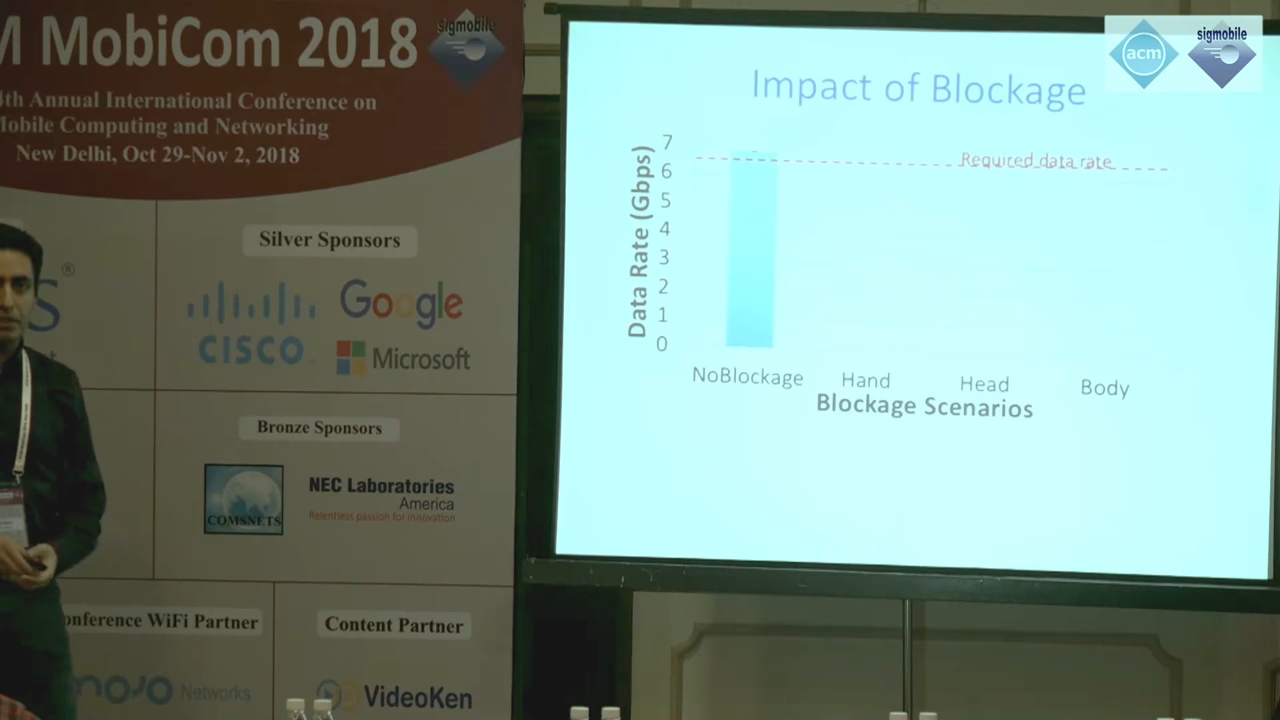 M MobiCom 2018
sigmobile
4th Annual International Conference on
Mobile Computing and Networking
New Delhi, Oct 29-Nov 2, 2018
Silver Sponsors
®
S
CISCO
Google
Microsoft
Bronze Sponsors
COMSNETS
NEC Laboratories
America
Relentless passion for innovation
onference WiFi Partner
Content Partner
mojo Networks
VideoKen
acm
sigmobile
Impact of Blockage
Data Rate (Gbps)
7
6
5
4
3
2
1
0
Required data rate
NoBlockage Hand Head Body
Blockage Scenarios